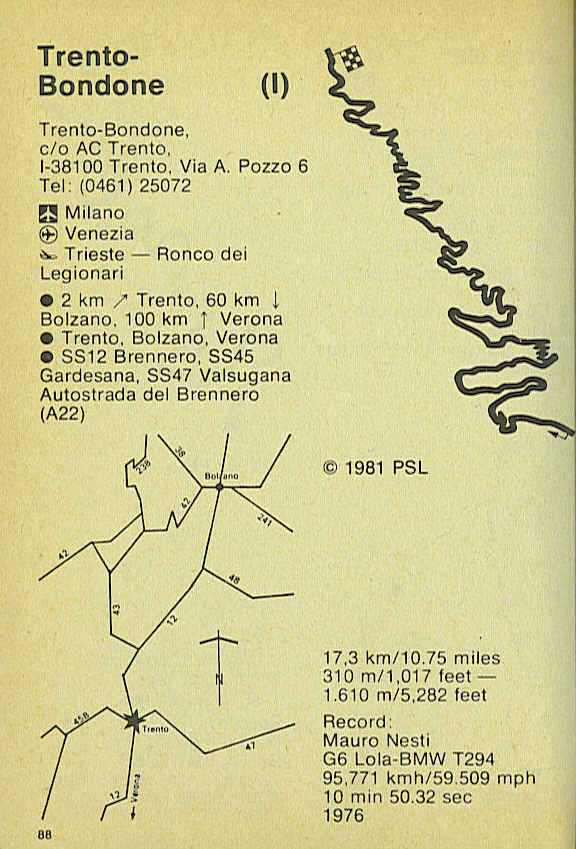 Trento-
Bondone (I)
Trento-Bondone,
c/o AC Trento,
I-38100 Trento, Via A. Pozzo 6
Tel: (0461) 25072
Milano
Venezia
Trieste — Ronco dei
Legionari
● 2 km ↗ Trento, 60 km ↓
Bolzano, 100 km ↑ Verona
● Trento, Bolzano, Verona
● SS12 Brennero, SS45
Gardesana, SS47 Valsugana
Autostrada del Brennero
(A22)
© 1981 PSL
238
38
Bolzano
42
241
42
48
43
12
N
45B
Trento
47
12
← Verona
17,3 km/10.75 miles
310 m/1,017 feet —
1.610 m/5,282 feet
Record:
Mauro Nesti
G6 Lola-BMW T294
95,771 kmh/59.509 mph
10 min 50.32 sec
1976
88